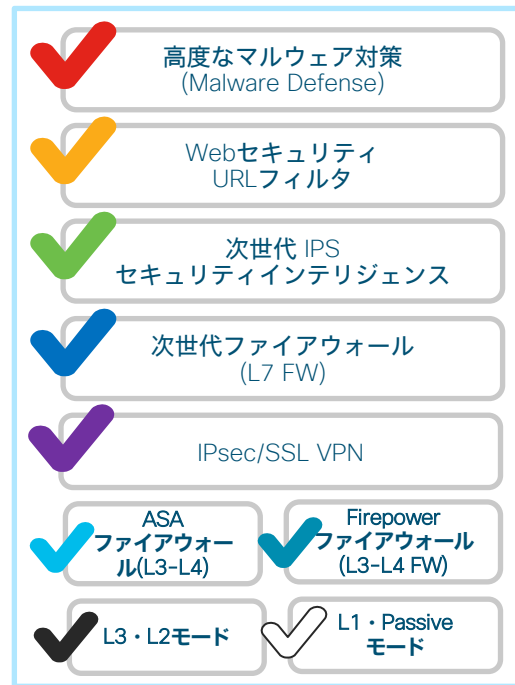 高度なマルウェア対策
(Malware Defense)
Webセキュリティ
URLフィルタ
次世代 IPS
セキュリティインテリジェンス
次世代ファイアウォール
(L7 FW)
IPsec/SSL VPN
ASA
ファイアウォー
ル(L3-L4)
Firepower
ファイアウォール
(L3-L4 FW)
L3・L2モード
L1・Passive
モード